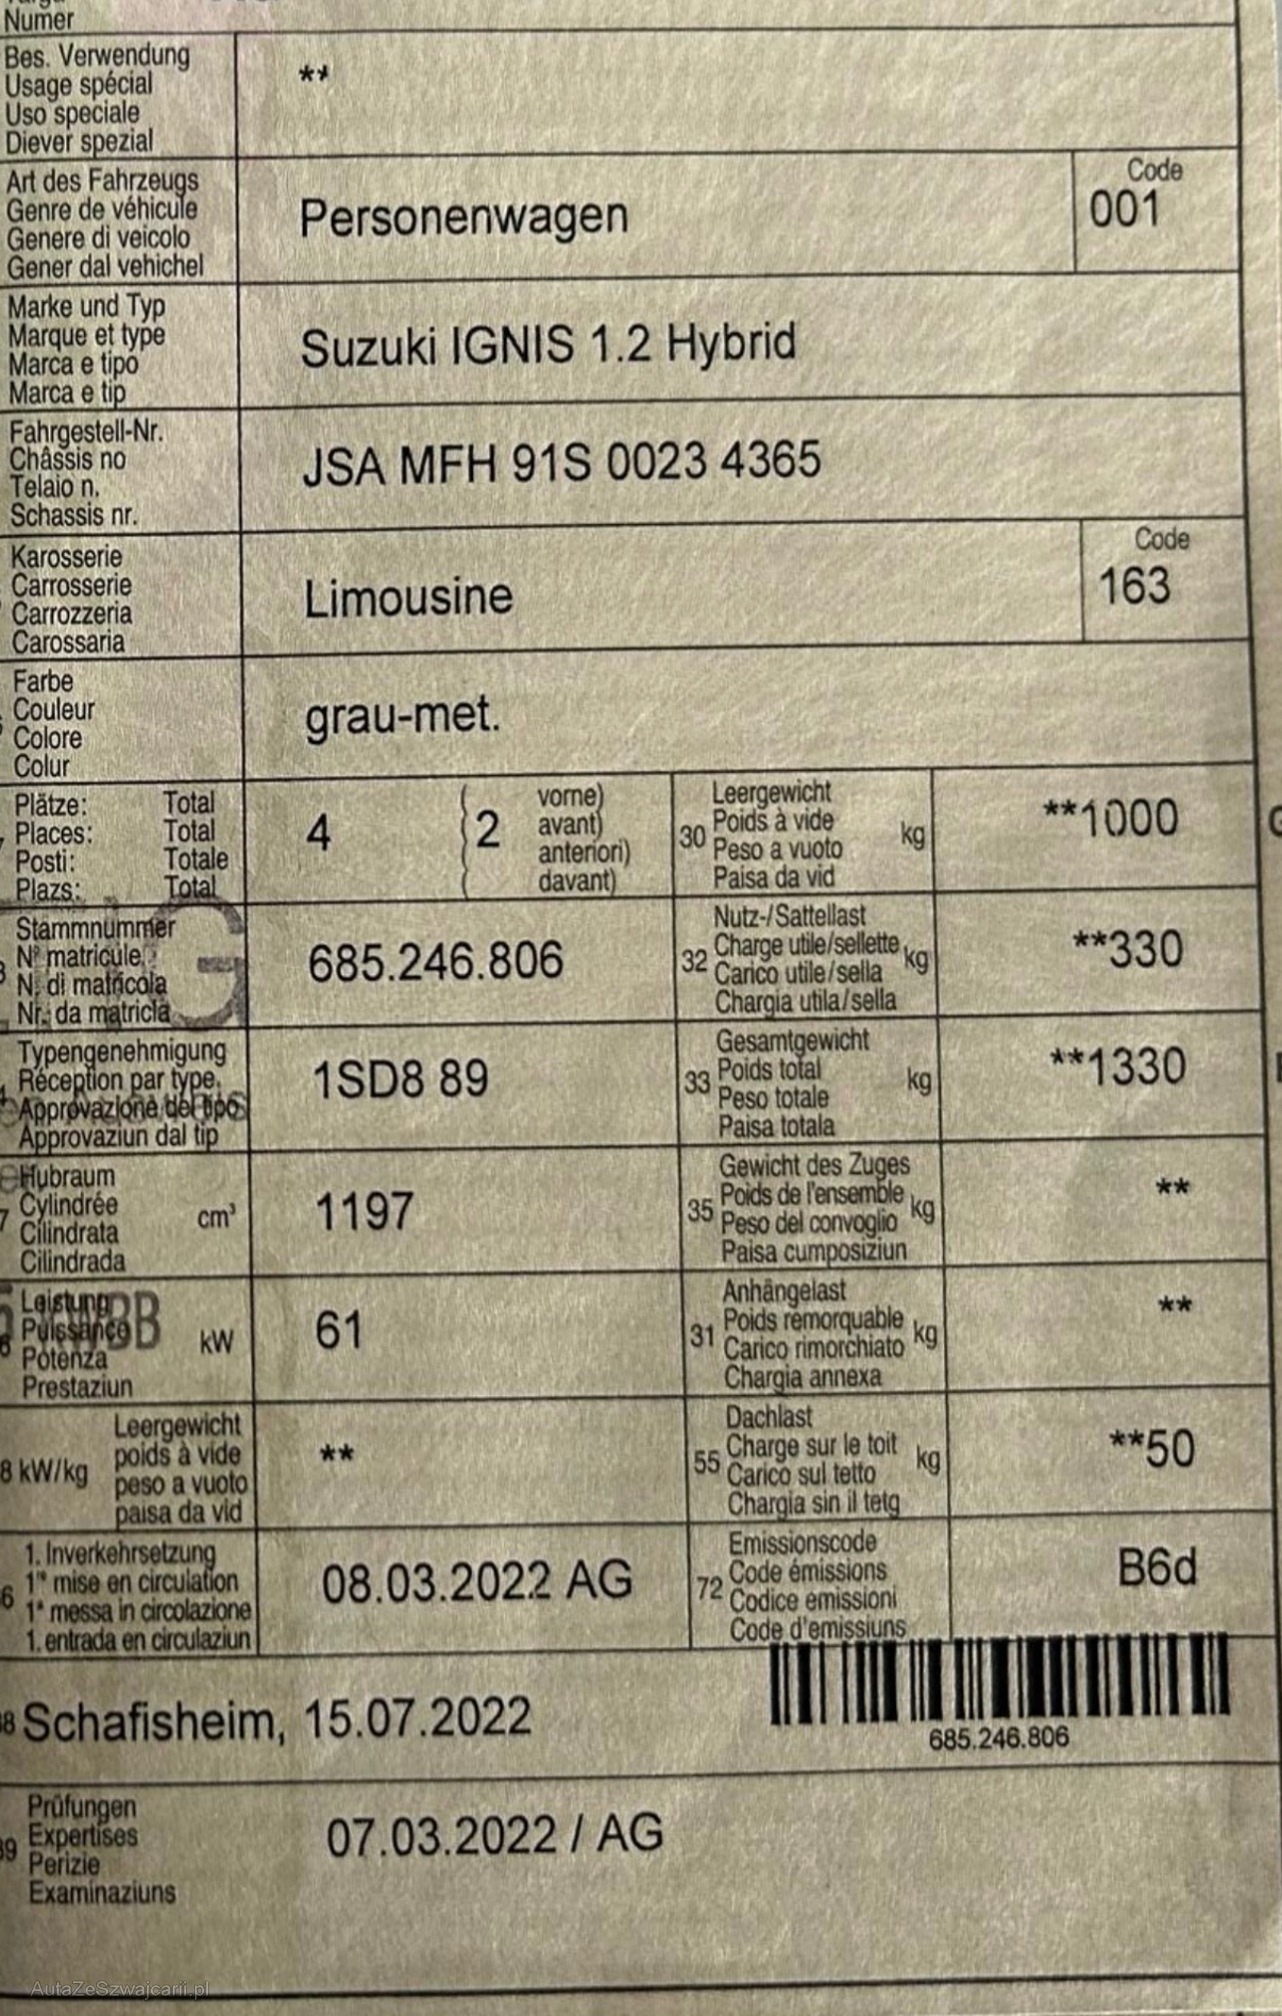 Numer
Bes. Verwendung
Usage spécial
Uso speciale
Diever spezial
**
Art des Fahrzeugs
Genre de véhicule
Genere di veicolo
Gener dal vehichel
Personenwagen
Code
001
Marke und Typ
Marque et type
Marca e tipo
Marca e tip
Suzuki IGNIS 1.2 Hybrid
Fahrgestell-Nr.
Châssis no
Telaio n.
Schassis nr.
JSA MFH 91S 0023 4365
Karosserie
Carrosserie
Carrozzeria
Carossaria
Limousine
Code
163
Farbe
Couleur
Colore
Colur
grau-met.
Plätze: Total
Places: Total
Posti: Totale
Plazs: Total
4
2
vorne)
avant)
anteriori)
davant)
30
Leergewicht
Poids à vide
Peso a vuoto
Paisa da vid
kg
**1000
Stammnummer
N° matricule
N. di matricola
Nr. da matricla
685.246.806
32
Nutz-/Sattellast
Charge utile/sellette
Carico utile/sella
Chargia utila/sella
kg
**330
Typengenehmigung
Réception par type
Approvazione del tipo
Approvaziun dal tip
1SD8 89
33
Gesamtgewicht
Poids total
Peso totale
Paisa totala
kg
**1330
Hubraum
Cylindrée
Cilindrata
Cilindrada
cm³
1197
35
Gewicht des Zuges
Poids de l'ensemble
Peso del convoglio
Paisa cumposiziun
kg
**
Leistung
Puissance
Potenza
Prestaziun
kW
61
31
Anhängelast
Poids remorquable
Carico rimorchiato
Chargia annexa
kg
**
8 kW/kg
Leergewicht
poids à vide
peso a vuoto
paisa da vid
**
55
Dachlast
Charge sur le toit
Carico sul tetto
Chargia sin il tetg
kg
**50
6
1. Inverkehrsetzung
1re mise en circulation
1a messa in circolazione
1. entrada en circulaziun
08.03.2022 AG
72
Emissionscode
Code émissions
Codice emissioni
Code d'emissiuns
B6d
Schafisheim, 15.07.2022
685.246.806
Prüfungen
Expertises
Perizie
Examinaziuns
07.03.2022 / AG
AutaZeSzwajcarii.pl